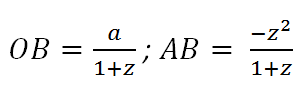 OB = a/(1+z) ; AB = -z²/(1+z)